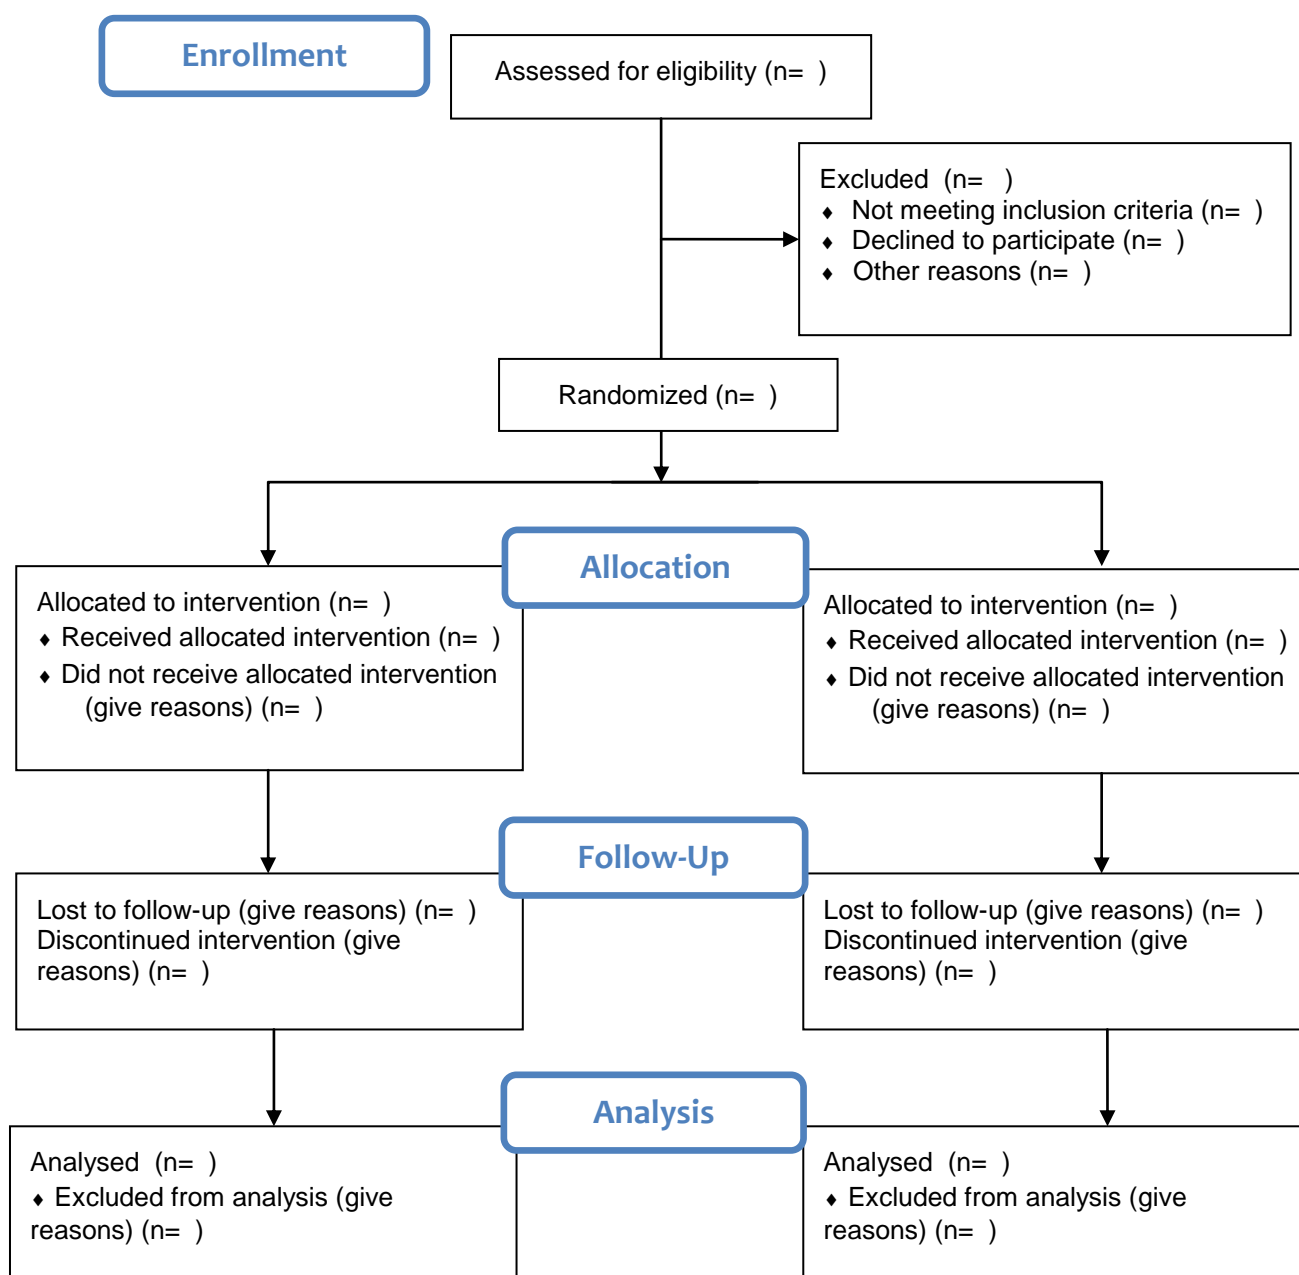 Enrollment
Assessed for eligibility (n=  )
Excluded  (n=   )
♦ Not meeting inclusion criteria (n=  )
♦ Declined to participate (n=  )
♦ Other reasons (n=  )
Randomized (n=  )
Allocation
Allocated to intervention (n=  )
♦ Received allocated intervention (n=  )
♦ Did not receive allocated intervention
(give reasons) (n=  )
Allocated to intervention (n=  )
♦ Received allocated intervention (n=  )
♦ Did not receive allocated intervention
(give reasons) (n=  )
Follow-Up
Lost to follow-up (give reasons) (n=  )
Discontinued intervention (give
reasons) (n=  )
Lost to follow-up (give reasons) (n=  )
Discontinued intervention (give
reasons) (n=  )
Analysis
Analysed  (n=  )
♦ Excluded from analysis (give
reasons) (n=  )
Analysed  (n=  )
♦ Excluded from analysis (give
reasons) (n=  )